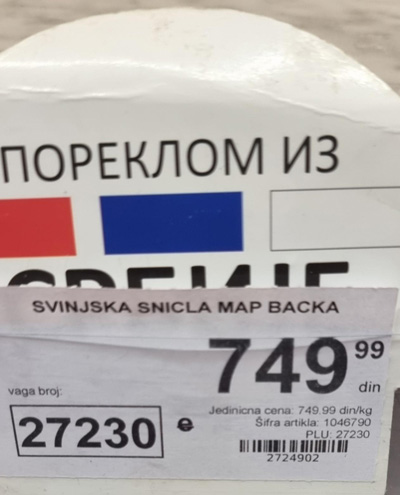 ПОРЕКЛОМ ИЗ
СРБИЈЕ
SVINJSKA SNICLA MAP BACKA
749 99
din
vaga broj:
Jedinicna cena: 749.99 din/kg
Šifra artikla: 1046790
27230 e
PLU: 27230
2724902